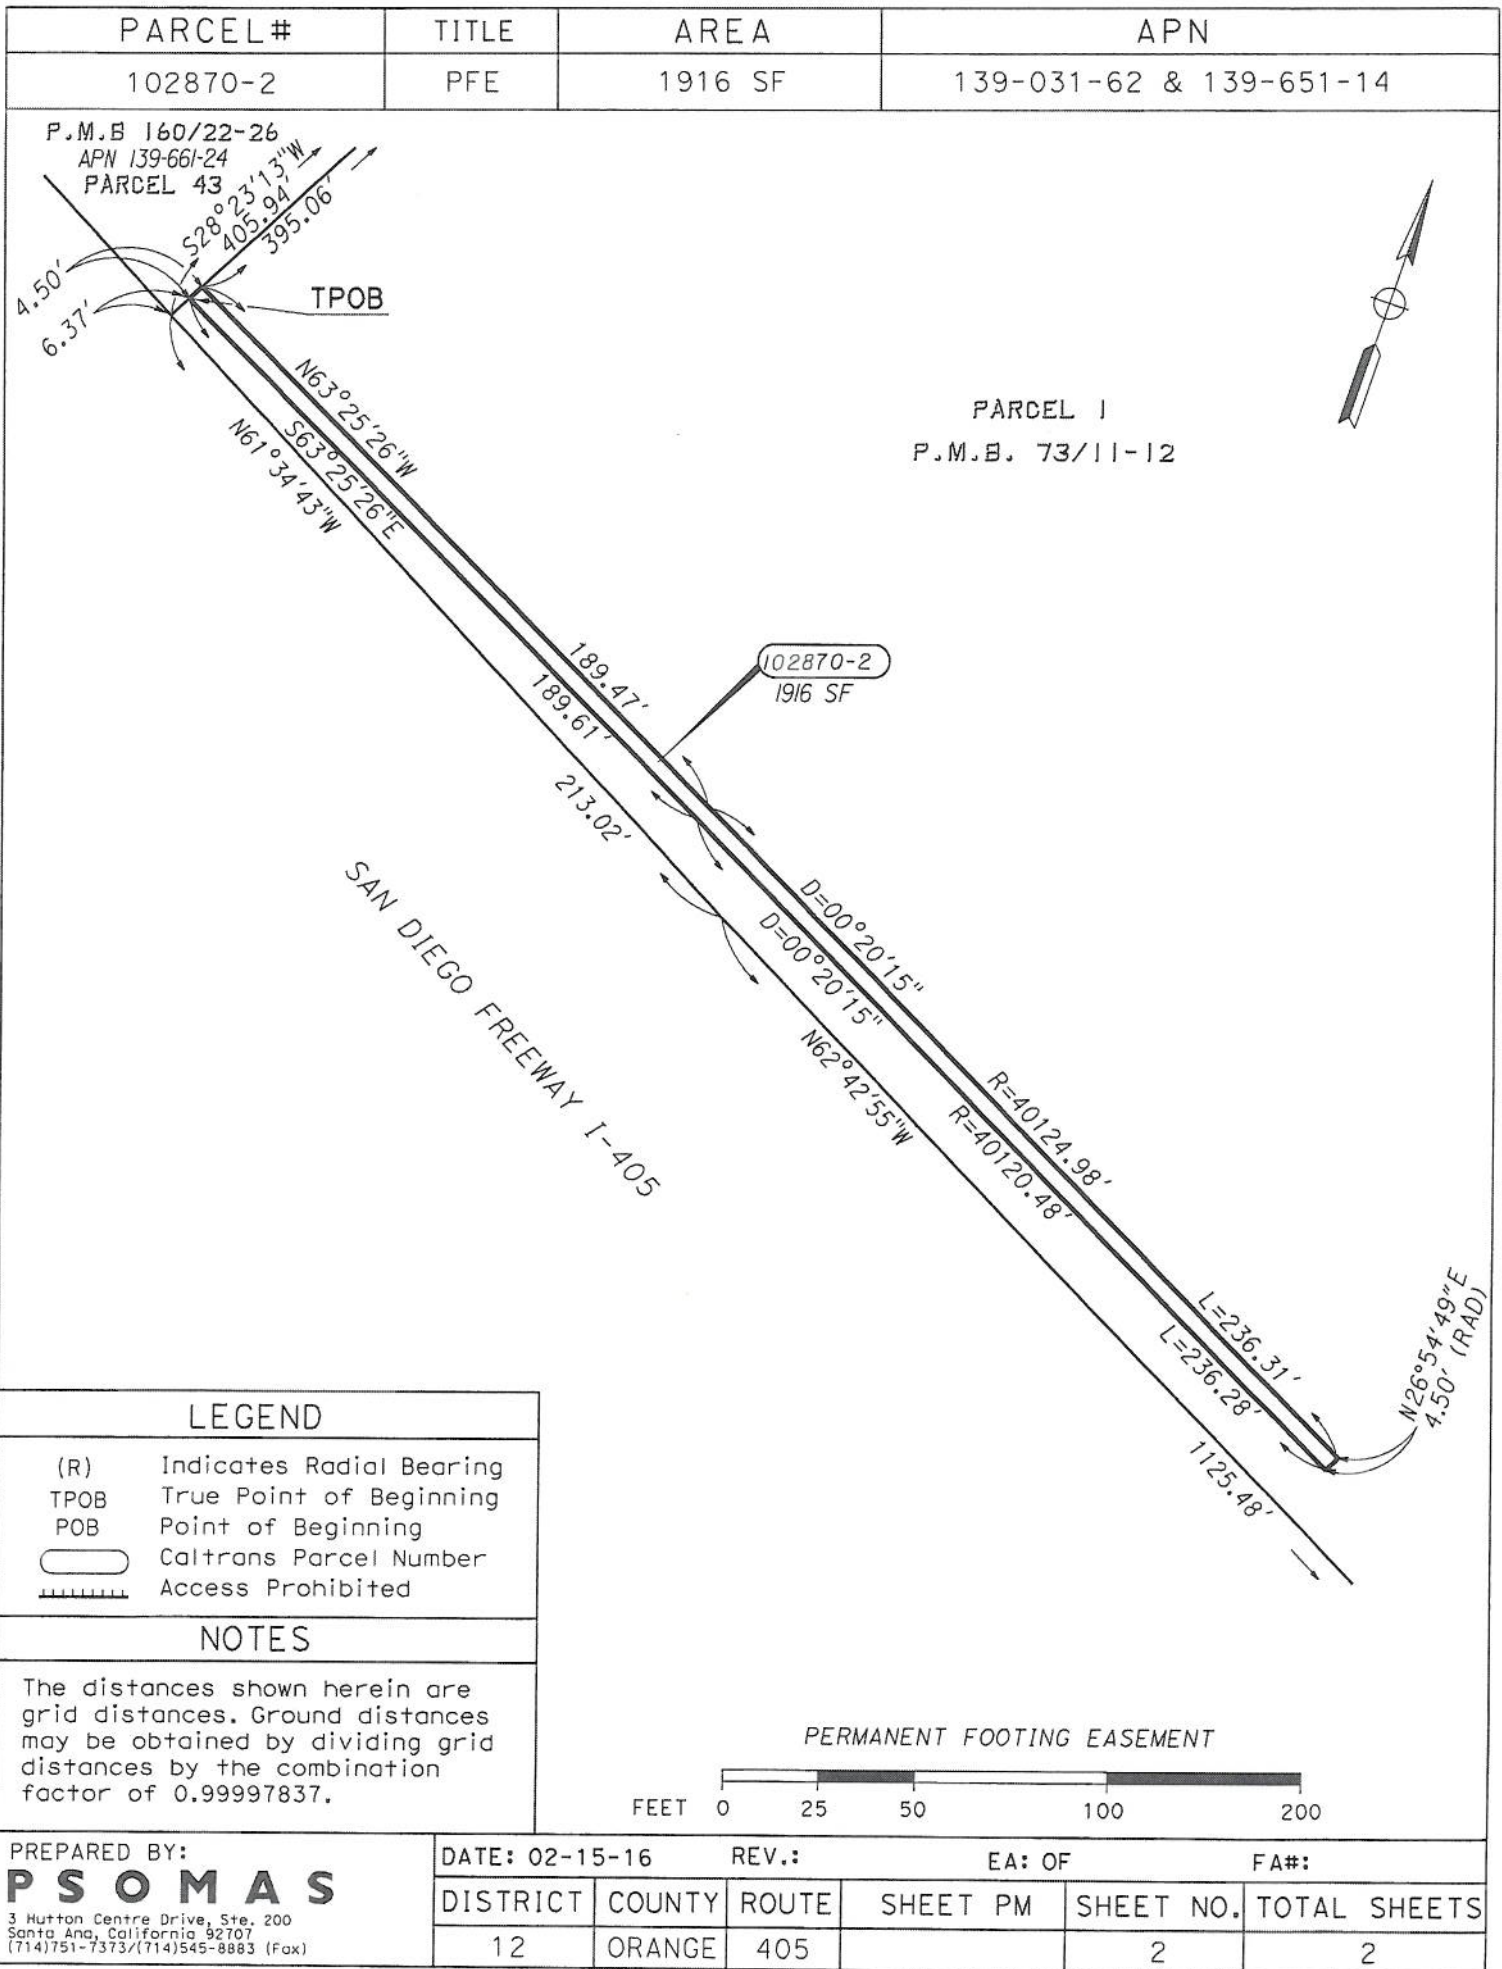 PARCEL# TITLE AREA APN
102870-2 PFE 1916 SF 139-031-62 & 139-651-14
P.M.B 160/22-26
APN 139-661-24
PARCEL 43
S28°23'13"W
405.94'
395.06'
4.50'
6.37'
TPOB
N63°25'26"W
S63°25'26"E
N61°34'43"W
PARCEL 1
P.M.B. 73/11-12
102870-2
1916 SF
189.47'
189.61'
213.02'
SAN DIEGO FREEWAY I-405
D=00°20'15"
D=00°20'15"
N62°42'55"W
R=40124.98'
R=40120.48'
L=236.31'
L=236.28'
1125.48'
N26°54'49"E
4.50' (RAD)
LEGEND
(R) Indicates Radial Bearing
TPOB True Point of Beginning
POB Point of Beginning
Caltrans Parcel Number
Access Prohibited
NOTES
The distances shown herein are
grid distances. Ground distances
may be obtained by dividing grid
distances by the combination
factor of 0.99997837.
PERMANENT FOOTING EASEMENT
FEET 0 25 50 100 200
PREPARED BY:
PSOMAS
3 Hutton Centre Drive, Ste. 200
Santa Ana, California 92707
(714)751-7373/(714)545-8883 (Fax)
DATE: 02-15-16 REV.: EA: OF FA#:
DISTRICT COUNTY ROUTE SHEET PM SHEET NO. TOTAL SHEETS
12 ORANGE 405 2 2